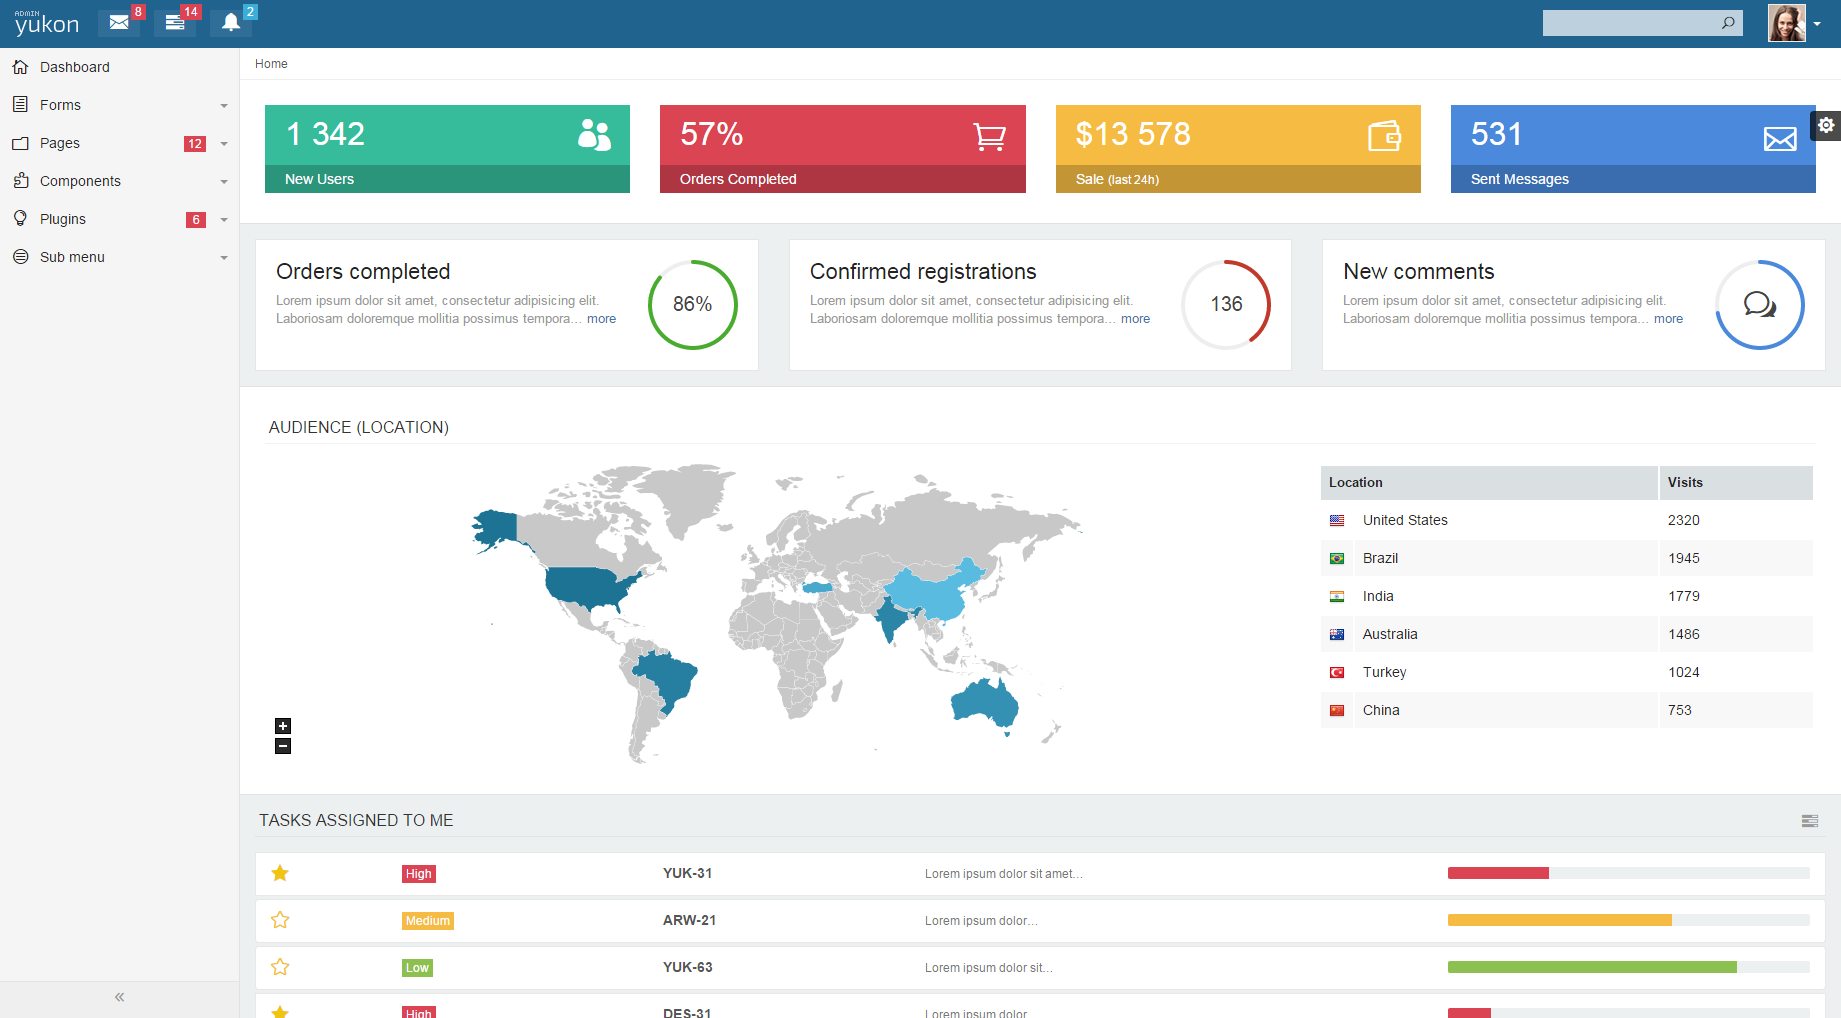 ADMIN
yukon
8
14
2
Dashboard
Forms
Pages 12
Components
Plugins 6
Sub menu
«
Home
1 342
New Users
57%
Orders Completed
$13 578
Sale (last 24h)
531
Sent Messages
Orders completed
Lorem ipsum dolor sit amet, consectetur adipisicing elit.
Laboriosam doloremque mollitia possimus tempora... more
86%
Confirmed registrations
Lorem ipsum dolor sit amet, consectetur adipisicing elit.
Laboriosam doloremque mollitia possimus tempora... more
136
New comments
Lorem ipsum dolor sit amet, consectetur adipisicing elit.
Laboriosam doloremque mollitia possimus tempora... more
AUDIENCE (LOCATION)
+
−
Location Visits
United States 2320
Brazil 1945
India 1779
Australia 1486
Turkey 1024
China 753
TASKS ASSIGNED TO ME
High YUK-31 Lorem ipsum dolor sit amet...
Medium ARW-21 Lorem ipsum dolor...
Low YUK-63 Lorem ipsum dolor sit...
High DES-31 Lorem ipsum dolor